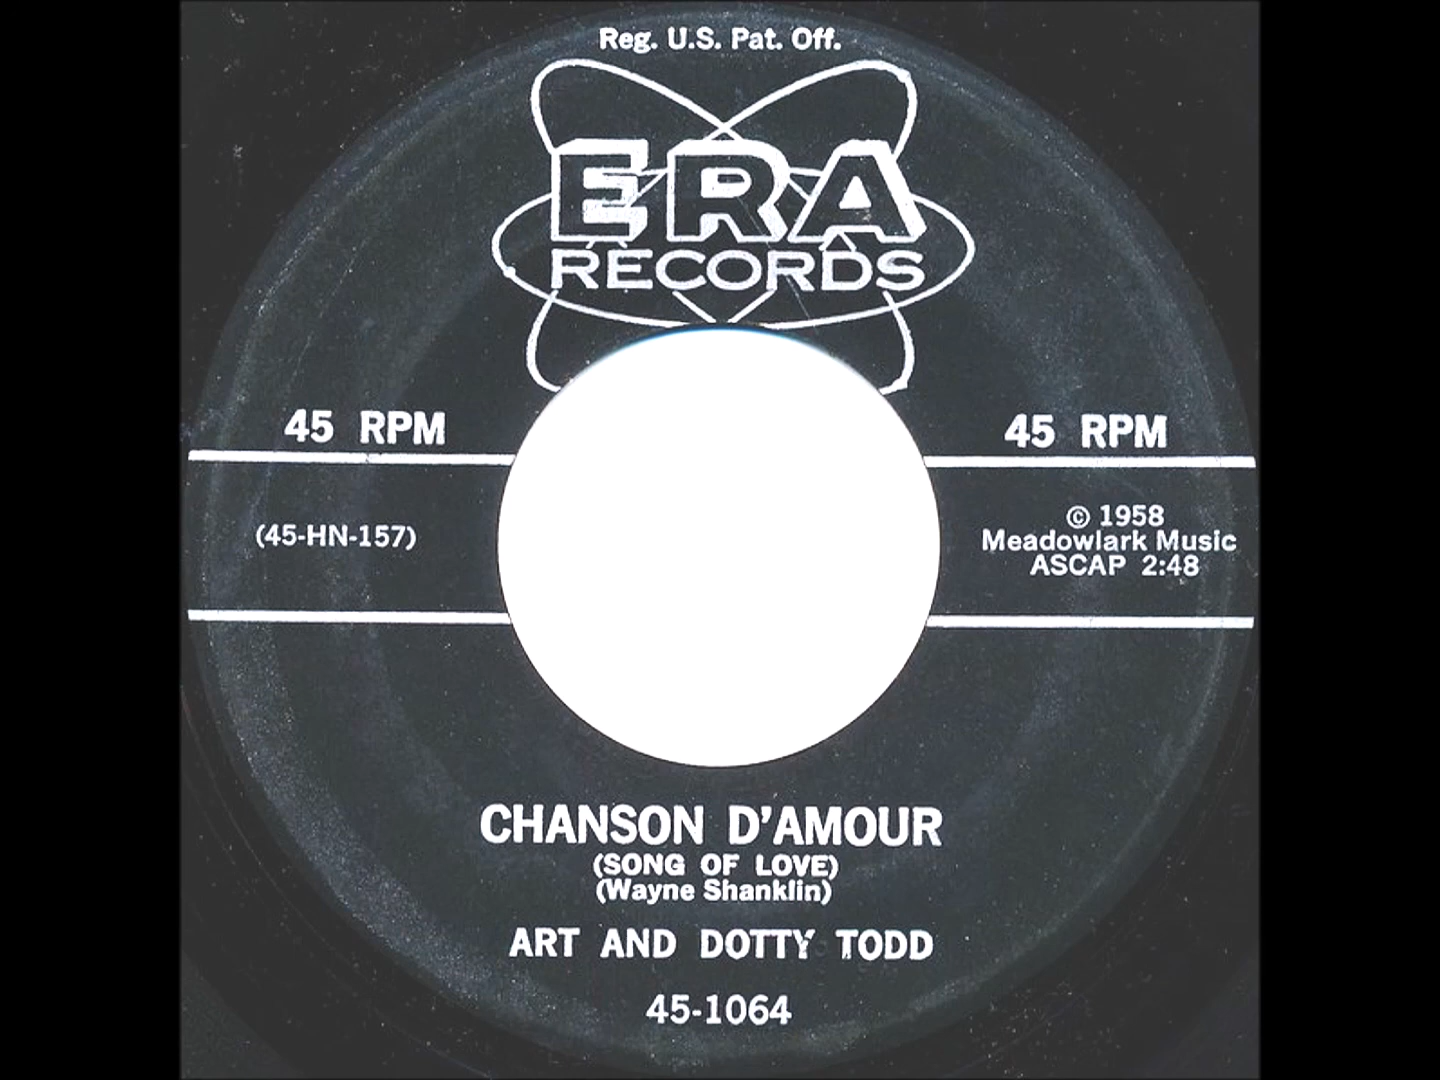 Reg. U.S. Pat. Off.
ERA
RECORDS
45 RPM
45 RPM
(45-HN-157)
© 1958
Meadowlark Music
ASCAP 2:48
CHANSON D'AMOUR
(SONG OF LOVE)
(Wayne Shanklin)
ART AND DOTTY TODD
45-1064